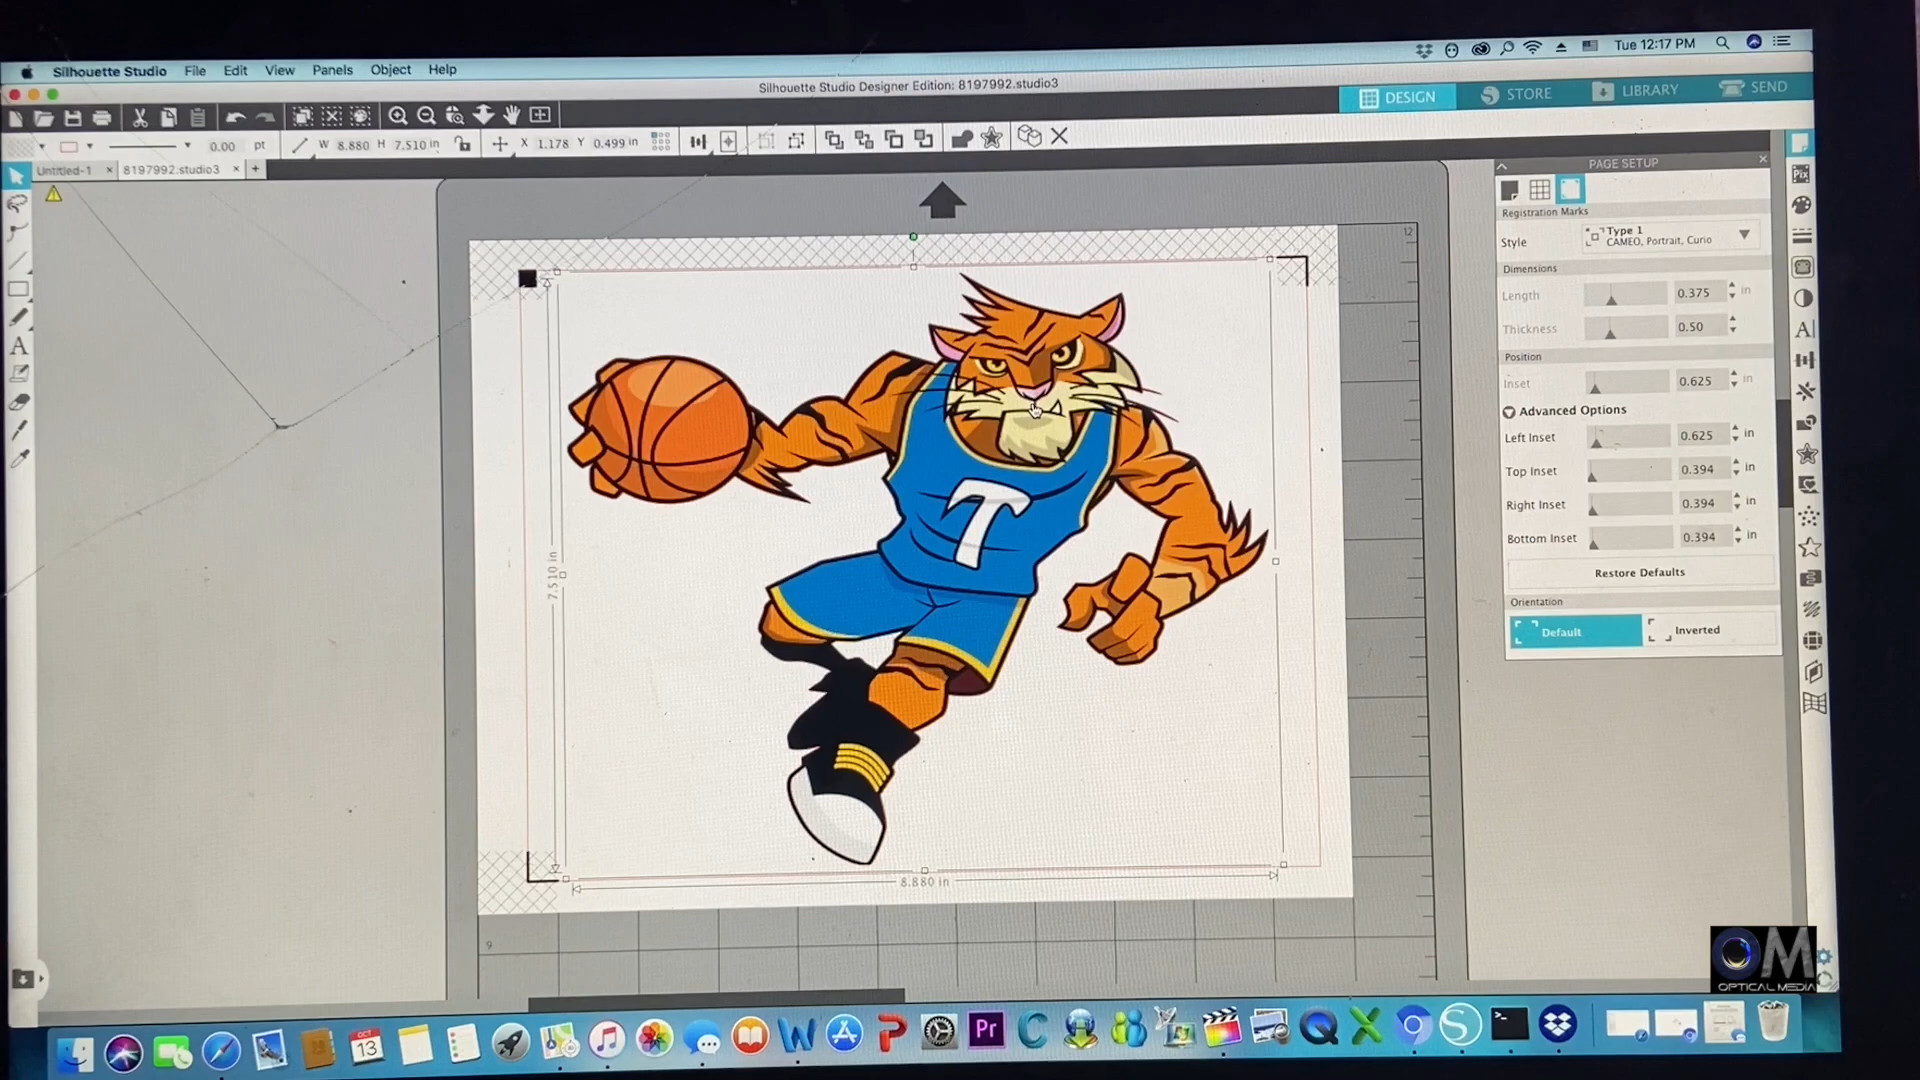 Silhouette Studio File Edit View Panels Object Help
Tue 12:17 PM
Silhouette Studio Designer Edition: 8197992.studio3
DESIGN STORE LIBRARY SEND
0.00 pt W 8.880 H 7.510 in X 1.178 Y 0.499 in
Untitled-1 × 8197992.studio3 × +
PAGE SETUP
Pix
Registration Marks
Style Type 1
CAMEO, Portrait, Curio
Dimensions
Length 0.375 in
Thickness 0.50
Position
Inset 0.625 in
Advanced Options
Left Inset 0.625 in
Top Inset 0.394 in
Right Inset 0.394 in
Bottom Inset 0.394 in
Restore Defaults
Orientation
Default Inverted
12
T
7.510 in
8.880 in
9
OM
OPTICAL MEDIA
OCT
13
Pr